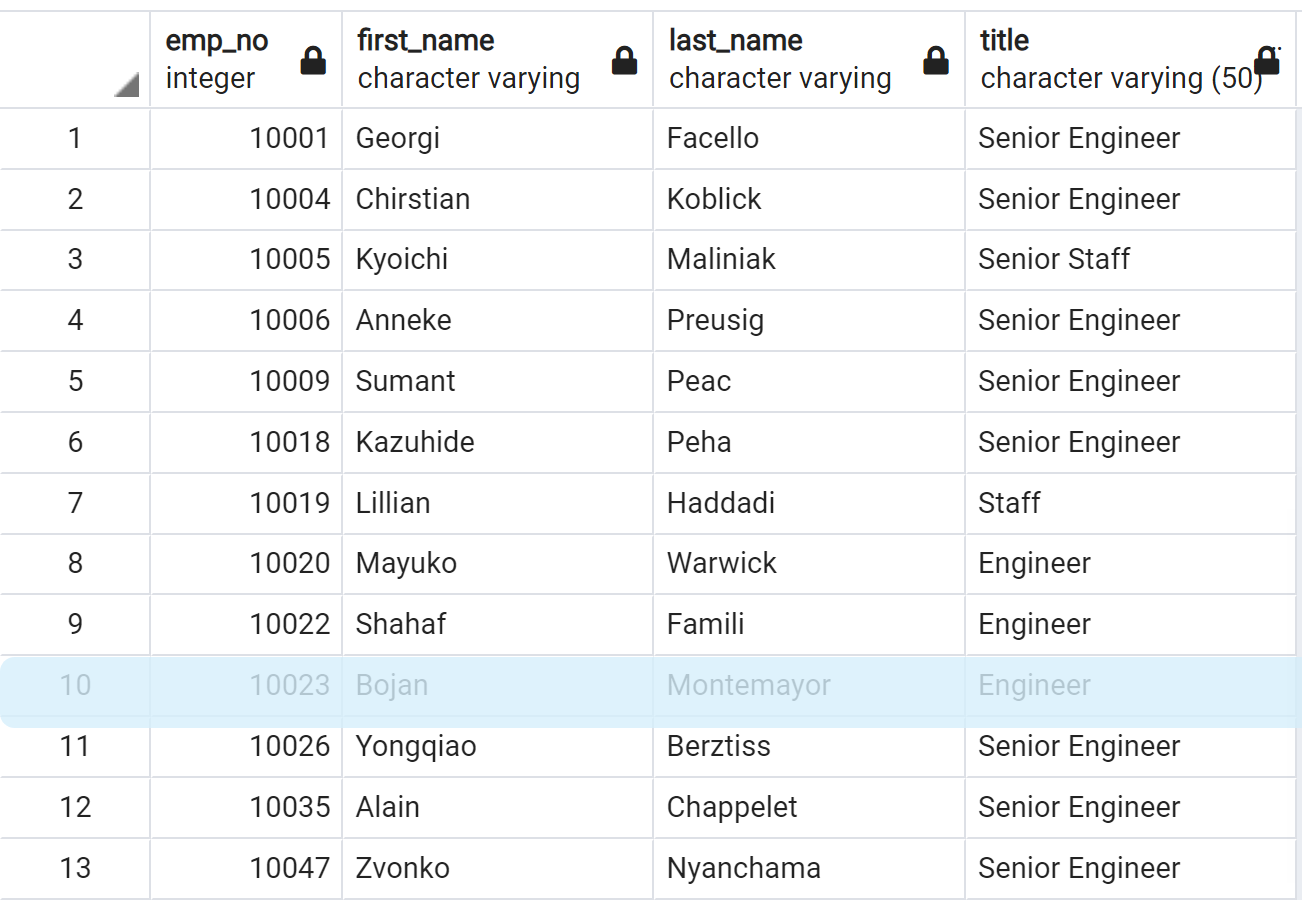 emp_no first_name last_name title
integer character varying character varying character varying (50)
1 10001 Georgi Facello Senior Engineer
2 10004 Chirstian Koblick Senior Engineer
3 10005 Kyoichi Maliniak Senior Staff
4 10006 Anneke Preusig Senior Engineer
5 10009 Sumant Peac Senior Engineer
6 10018 Kazuhide Peha Senior Engineer
7 10019 Lillian Haddadi Staff
8 10020 Mayuko Warwick Engineer
9 10022 Shahaf Famili Engineer
10 10023 Bojan Montemayor Engineer
11 10026 Yongqiao Berztiss Senior Engineer
12 10035 Alain Chappelet Senior Engineer
13 10047 Zvonko Nyanchama Senior Engineer